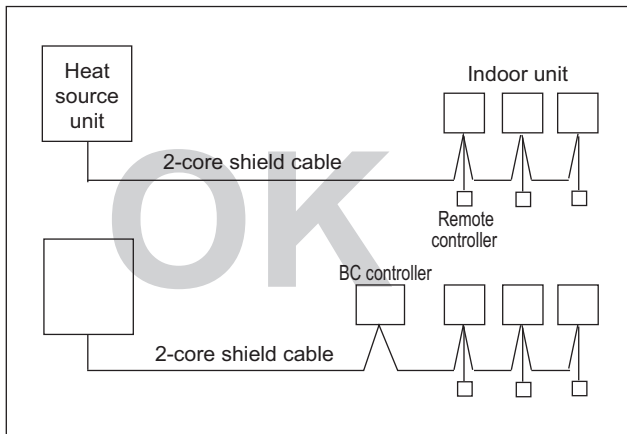 Heat
source
unit
Indoor unit
2-core shield cable
Remote
controller
OK
BC controller
2-core shield cable